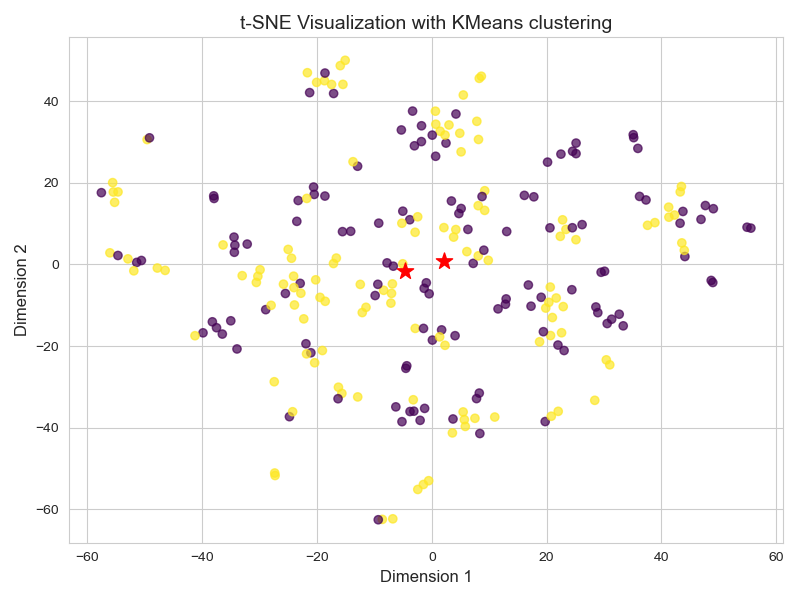 t-SNE Visualization with KMeans clustering
40
20
0
−20
−40
−60
Dimension 2
−60 −40 −20 0 20 40 60
Dimension 1